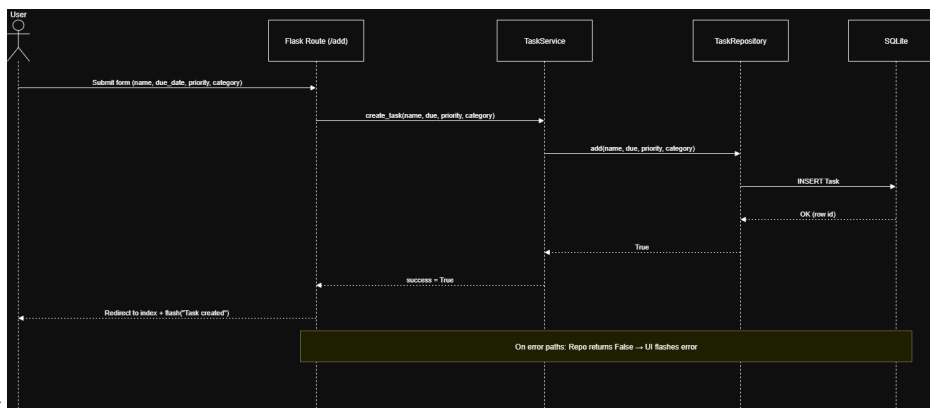 User
Flask Route (/add)
TaskService
TaskRepository
SQLite
Submit form (name, due_date, priority, category)
create_task(name, due, priority, category)
add(name, due, priority, category)
INSERT Task
OK (row id)
True
success = True
Redirect to index + flash("Task created")
On error paths: Repo returns False → UI flashes error